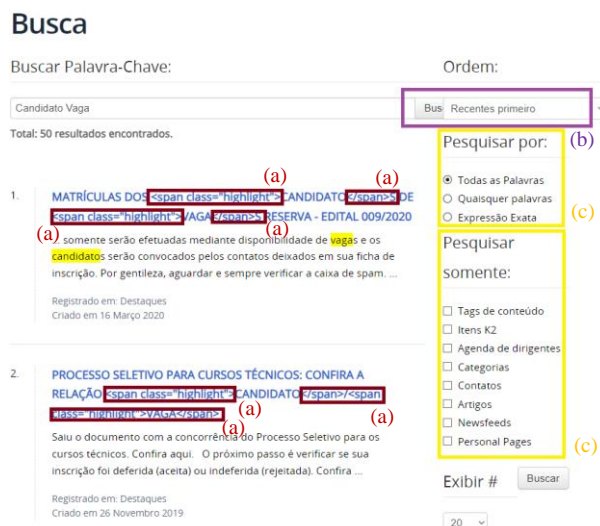 Busca
Buscar Palavra-Chave:
Ordem:
Candidato Vaga
Bus
Recentes primeiro
Total: 50 resultados encontrados.
(b)
Pesquisar por:
Todas as Palavras
Quaisquer palavras
Expressão Exata
(c)
(a)
(a)
1.
MATRÍCULAS DOS <span class="highlight">CANDIDATO</span>S DE
<span class="highlight">VAGA</span>S RESERVA - EDITAL 009/2020
(a)
(a)
somente serão efetuadas mediante disponibilidade de vagas e os
candidatos serão convocados pelos contatos deixados em sua ficha de
inscrição. Por gentileza, aguardar e sempre verificar a caixa de spam. ...
Registrado em: Destaques
Criado em 16 Março 2020
Pesquisar
somente:
Tags de conteúdo
Itens K2
Agenda de dirigentes
Categorias
Contatos
Artigos
Newsfeeds
Personal Pages
(c)
2.
PROCESSO SELETIVO PARA CURSOS TÉCNICOS: CONFIRA A
RELAÇÃO <span class="highlight">CANDIDATO</span>/<span
class="highlight">VAGA</span>
(a)
(a)
(a)
Saiu o documento com a concorrência do Processo Seletivo para os
cursos técnicos. Confira aqui. O próximo passo é verificar se sua
inscrição foi deferida (aceita) ou indeferida (rejeitada). Confira ...
Registrado em: Destaques
Criado em 26 Novembro 2019
Exibir #
Buscar
20